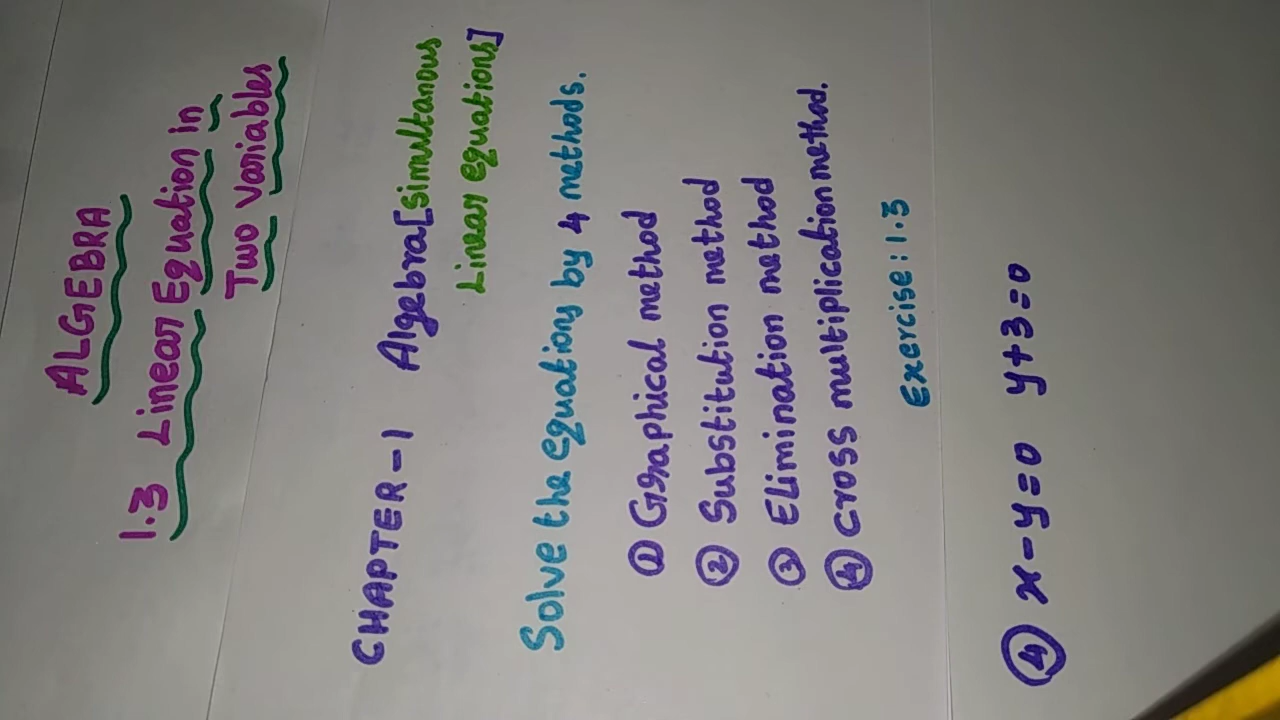 ALGEBRA
1.3 Linear Equation in
Two Variables
CHAPTER-1 Algebra[simultanous
Linear equations]
Solve the equations by 4 methods.
① Graphical method
② Substitution method
③ Elimination method
④ cross multiplication method.
Exercise:1.3
④ x-y=0 y+3=0